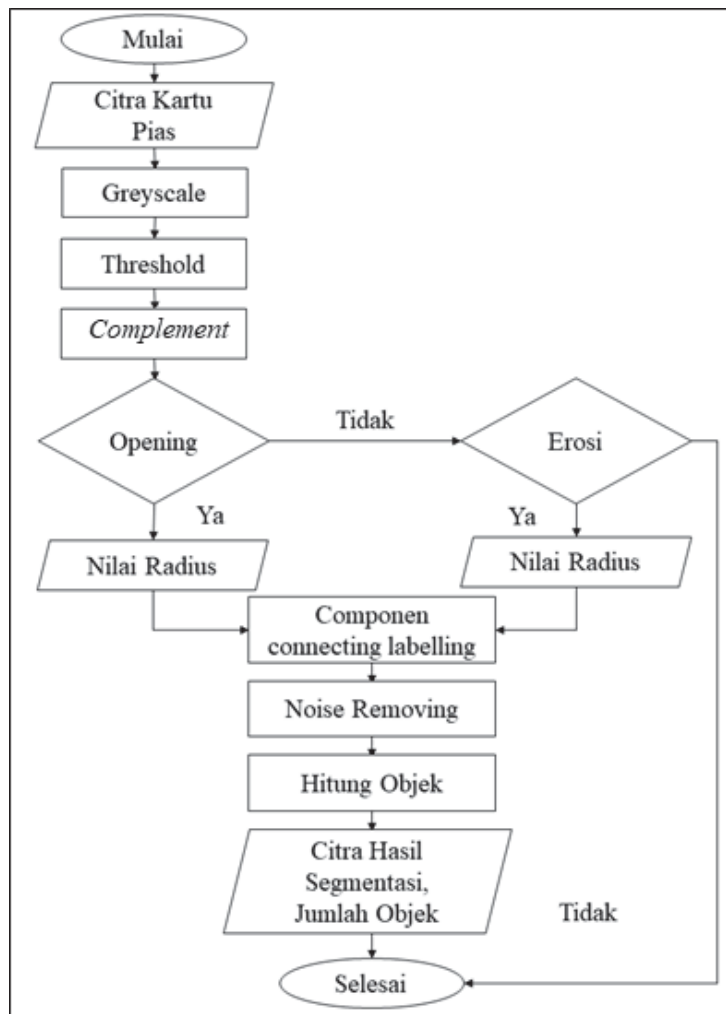 Mulai
Citra Kartu
Pias
Greyscale
Threshold
Complement
Opening
Tidak
Erosi
Ya
Ya
Nilai Radius
Nilai Radius
Componen
connecting labelling
Noise Removing
Hitung Objek
Citra Hasil
Segmentasi,
Jumlah Objek
Tidak
Selesai